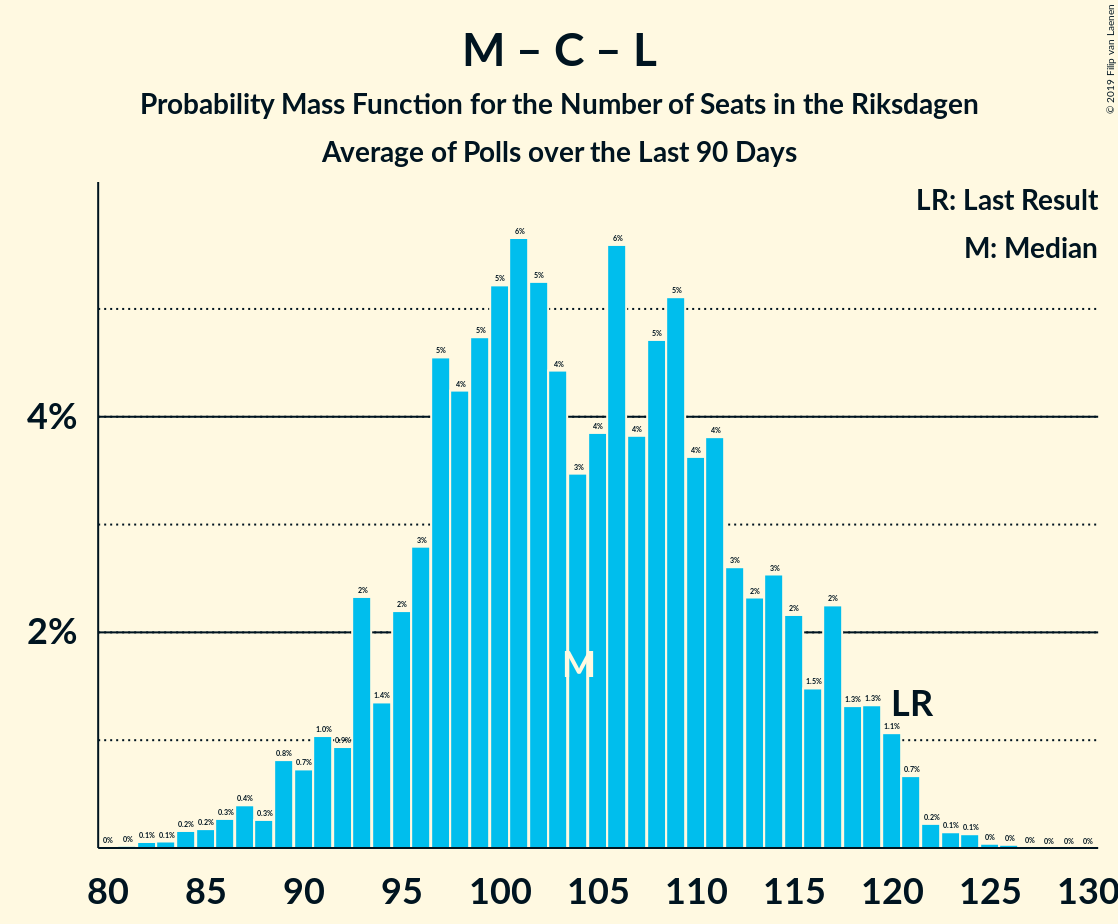 M – C – L
Probability Mass Function for the Number of Seats in the Riksdagen
Average of Polls over the Last 90 Days
© 2019 Filip van Laenen
LR: Last Result
M: Median
4%
2%
0% 0% 0.1% 0.1% 0.2% 0.2% 0.3% 0.4% 0.3% 0.8% 0.7% 1.0% 0.9% 2% 1.4% 2% 3% 5% 4% 5% 5% 6% 5% 4% 3% 4% 6% 4% 5% 5% 4% 4% 3% 2% 3% 2% 1.5% 2% 1.3% 1.3% 1.1% 0.7% 0.2% 0.1% 0.1% 0% 0% 0% 0% 0% 0%
M
LR
80 85 90 95 100 105 110 115 120 125 130